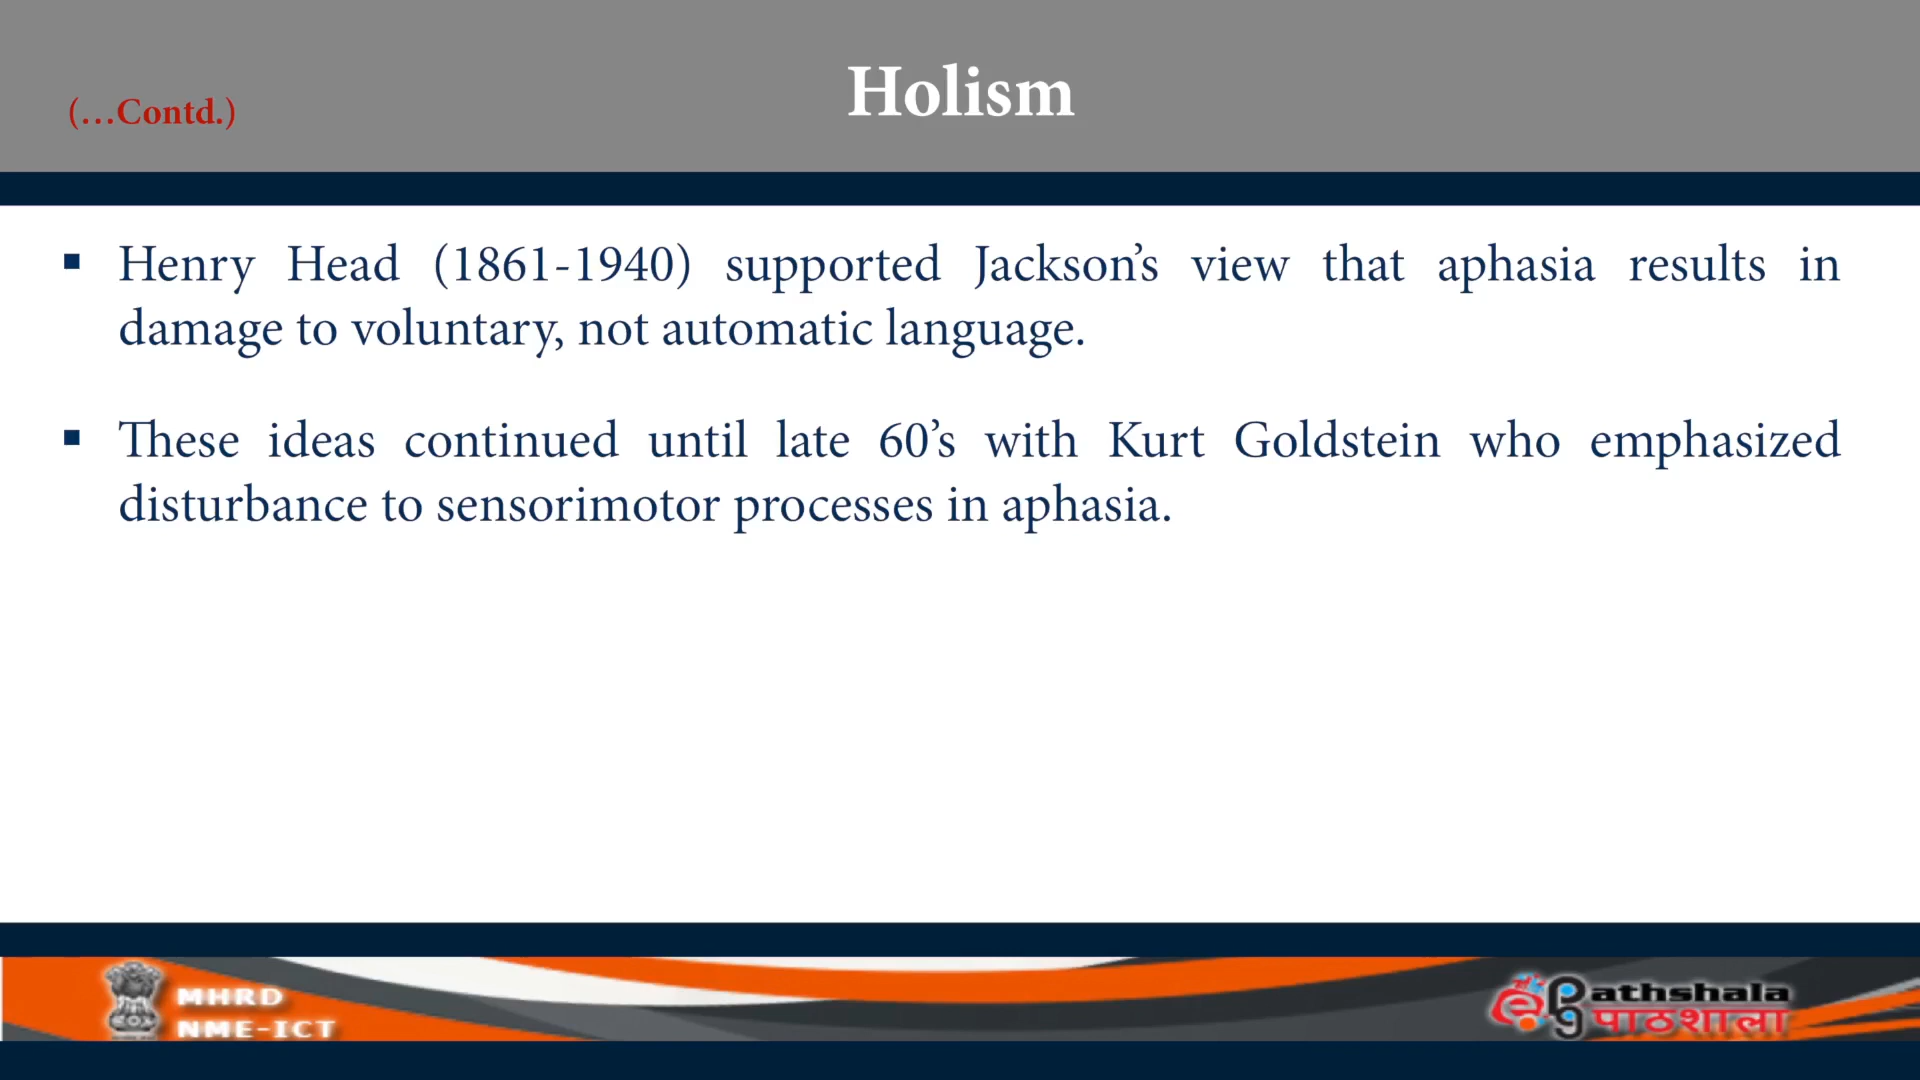 (…Contd.)
Holism
▪ Henry Head (1861-1940) supported Jackson’s view that aphasia results in
damage to voluntary, not automatic language.
▪ These ideas continued until late 60’s with Kurt Goldstein who emphasized
disturbance to sensorimotor processes in aphasia.
MHRD
NME-ICT
athshala
पाठशाला